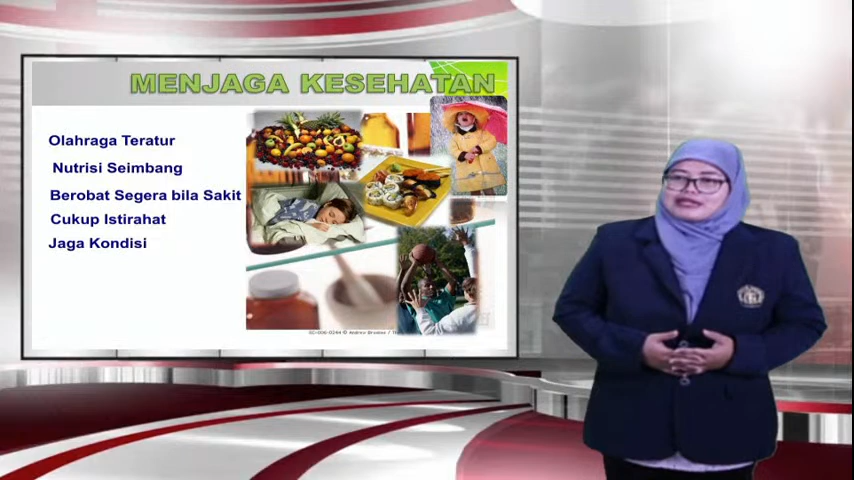 MENJAGA KESEHATAN
Olahraga Teratur
Nutrisi Seimbang
Berobat Segera bila Sakit
Cukup Istirahat
Jaga Kondisi